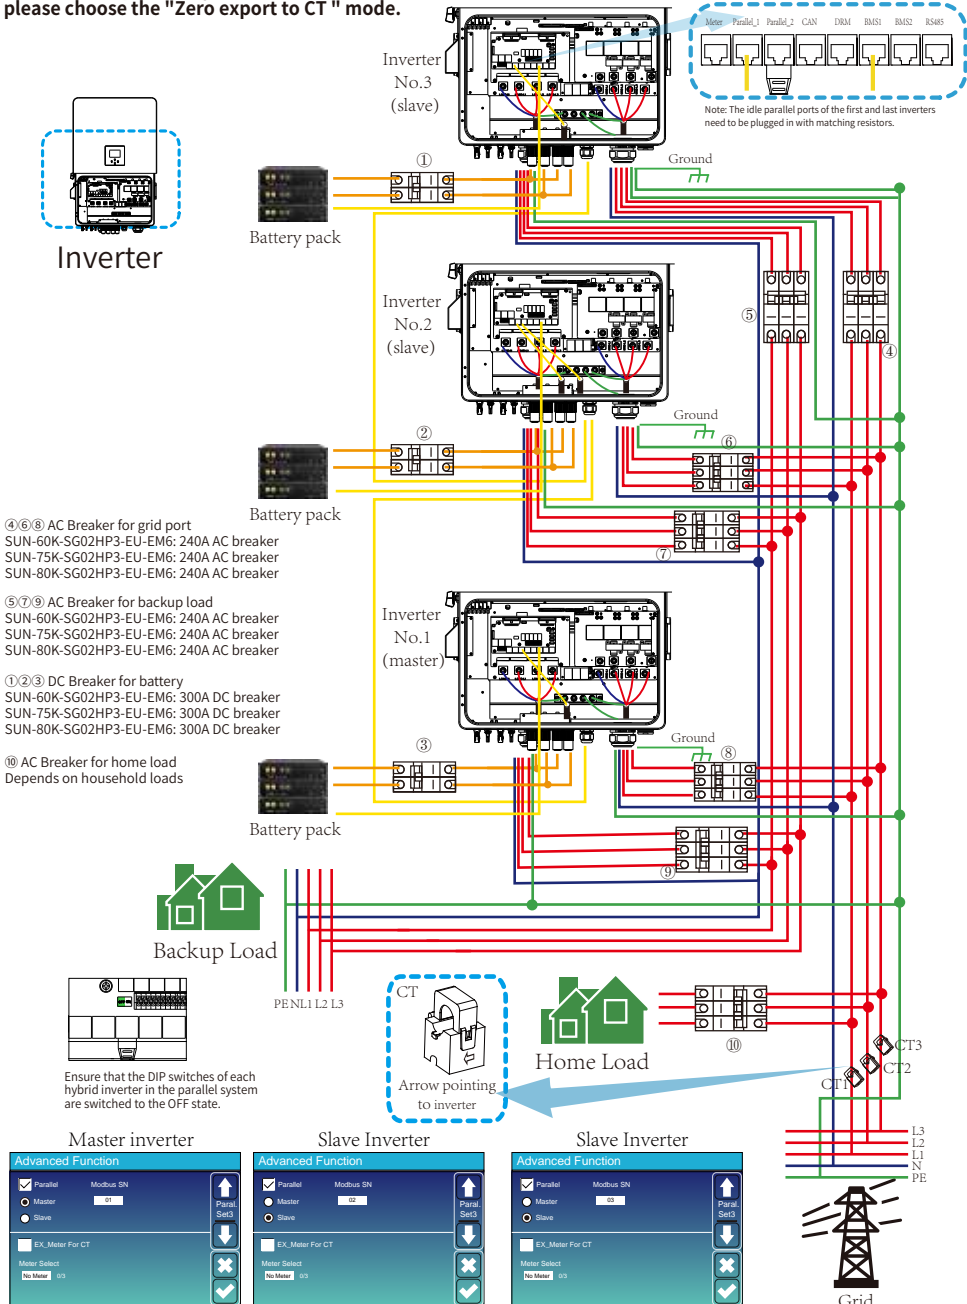 please choose the "Zero export to CT " mode.
Inverter
No.3
(slave)
Meter Parallel_1 Parallel_2 CAN DRM BMS1 BMS2 RS485
Note: The idle parallel ports of the first and last inverters
need to be plugged in with matching resistors.
Inverter
①
Battery pack
Ground
Inverter
No.2
(slave)
⑤
④
②
Battery pack
Ground
⑥
⑦
④⑥⑧ AC Breaker for grid port
SUN-60K-SG02HP3-EU-EM6: 240A AC breaker
SUN-75K-SG02HP3-EU-EM6: 240A AC breaker
SUN-80K-SG02HP3-EU-EM6: 240A AC breaker
⑤⑦⑨ AC Breaker for backup load
SUN-60K-SG02HP3-EU-EM6: 240A AC breaker
SUN-75K-SG02HP3-EU-EM6: 240A AC breaker
SUN-80K-SG02HP3-EU-EM6: 240A AC breaker
①②③ DC Breaker for battery
SUN-60K-SG02HP3-EU-EM6: 300A DC breaker
SUN-75K-SG02HP3-EU-EM6: 300A DC breaker
SUN-80K-SG02HP3-EU-EM6: 300A DC breaker
⑩ AC Breaker for home load
Depends on household loads
Inverter
No.1
(master)
③
Battery pack
Ground
⑧
⑨
Backup Load
PE N L1 L2 L3
CT
Arrow pointing
to inverter
Home Load
⑩
CT3
CT2
CT1
Ensure that the DIP switches of each
hybrid inverter in the parallel system
are switched to the OFF state.
L3
L2
L1
N
PE
Grid
Master inverter
Advanced Function
Parallel Modbus SN
Master 01
Slave
Paral.
Set3
EX_Meter For CT
Meter Select
No Meter 0/3
Slave Inverter
Advanced Function
Parallel Modbus SN
Master 02
Slave
Paral.
Set3
EX_Meter For CT
Meter Select
No Meter 0/3
Slave Inverter
Advanced Function
Parallel Modbus SN
Master 03
Slave
Paral.
Set3
EX_Meter For CT
Meter Select
No Meter 0/3